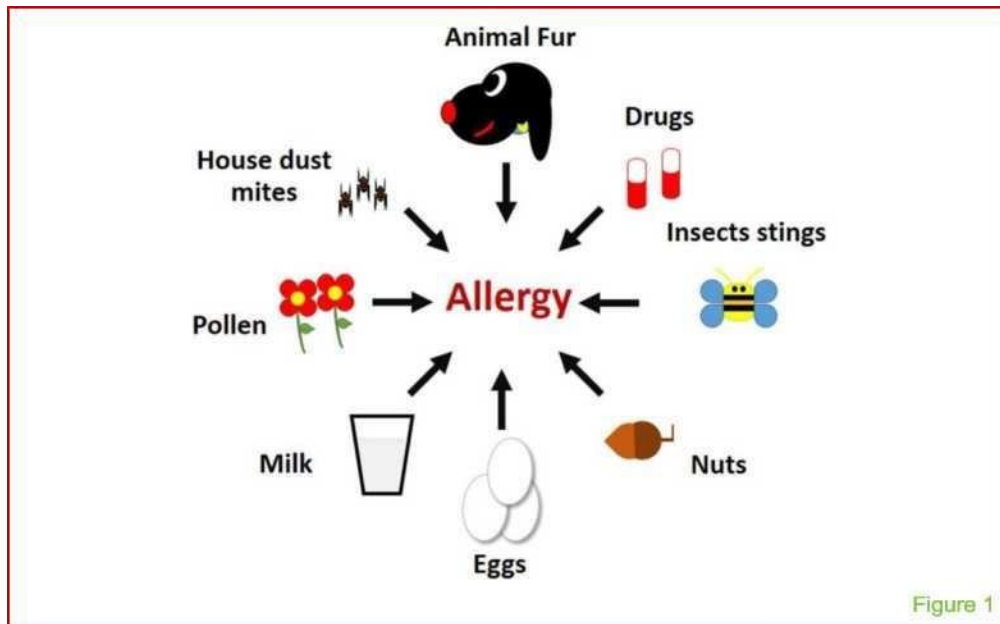 Animal Fur
Drugs
House dust
mites
Insects stings
Allergy
Pollen
Milk
Nuts
Eggs
Figure 1